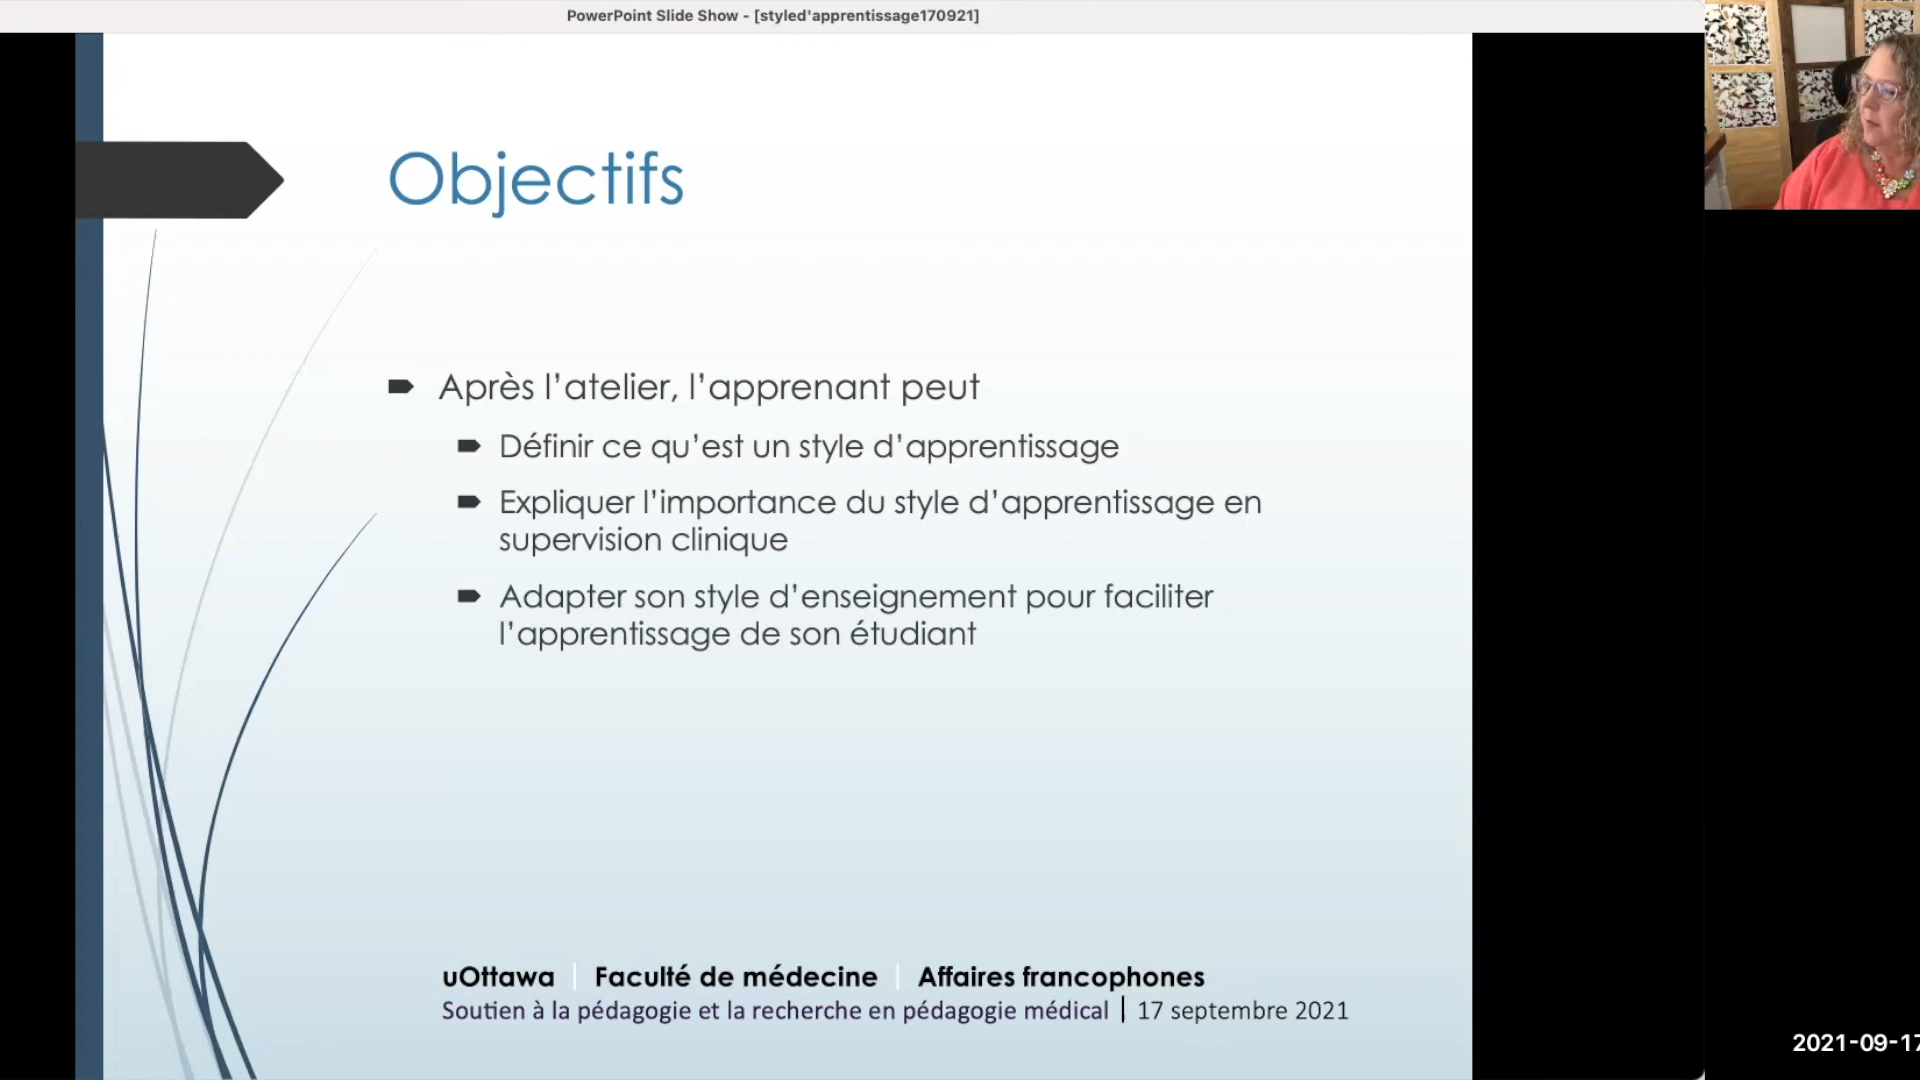 PowerPoint Slide Show - [styled'apprentissage170921]
Objectifs
Après l’atelier, l’apprenant peut
Définir ce qu’est un style d’apprentissage
Expliquer l’importance du style d’apprentissage en
supervision clinique
Adapter son style d’enseignement pour faciliter
l’apprentissage de son étudiant
uOttawa | Faculté de médecine | Affaires francophones
Soutien à la pédagogie et la recherche en pédagogie médical | 17 septembre 2021
2021-09-17